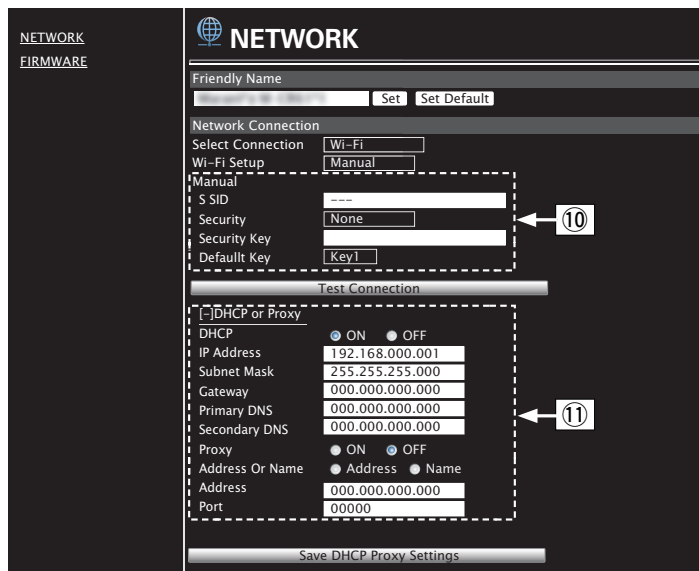 NETWORK
FIRMWARE
NETWORK
Friendly Name
Set Set Default
Network Connection
Select Connection Wi-Fi
Wi-Fi Setup Manual
Manual
S SID ---
Security None
Security Key
Defaullt Key Key1
⑩
Test Connection
[-]DHCP or Proxy
DHCP ON OFF
IP Address 192.168.000.001
Subnet Mask 255.255.255.000
Gateway 000.000.000.000
Primary DNS 000.000.000.000
Secondary DNS 000.000.000.000
⑪
Proxy ON OFF
Address Or Name Address Name
Address 000.000.000.000
Port 00000
Save DHCP Proxy Settings